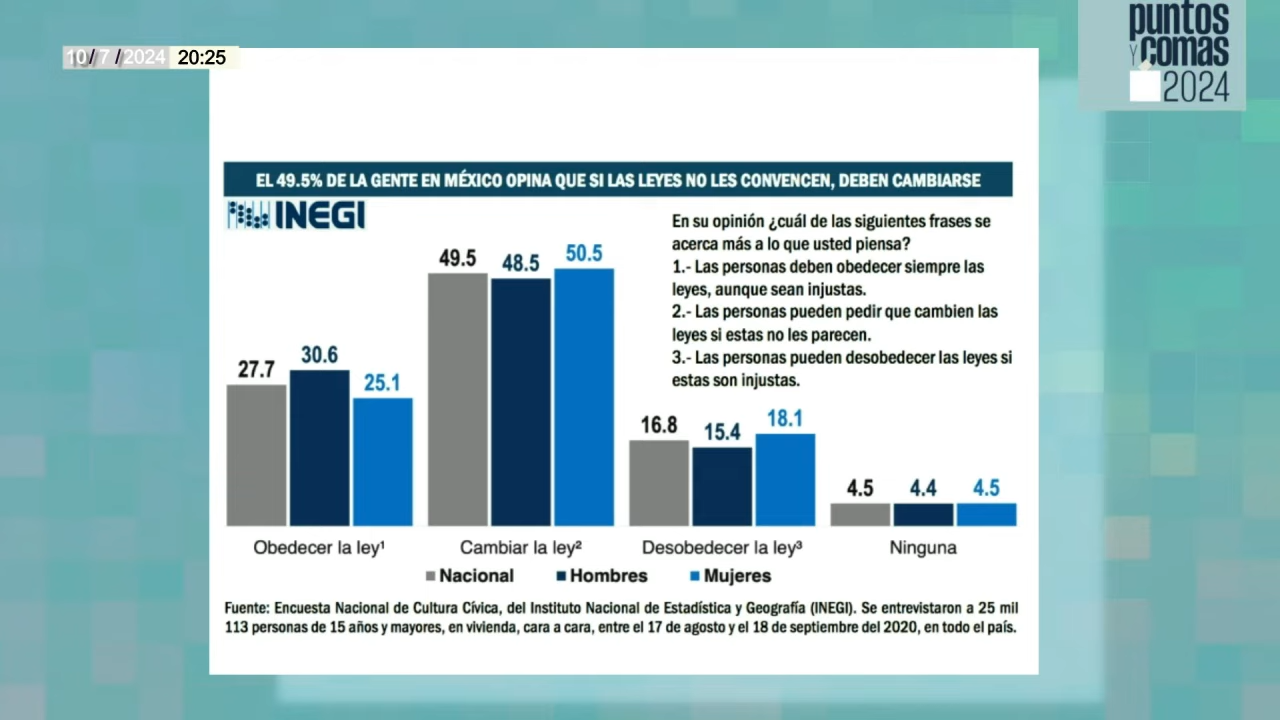 puntos
y comas
2024
10/7/2024 20:25
EL 49.5% DE LA GENTE EN MÉXICO OPINA QUE SI LAS LEYES NO LES CONVENCEN, DEBEN CAMBIARSE
INEGI
En su opinión ¿cuál de las siguientes frases se
acerca más a lo que usted piensa?
1.- Las personas deben obedecer siempre las
leyes, aunque sean injustas.
2.- Las personas pueden pedir que cambien las
leyes si estas no les parecen.
3.- Las personas pueden desobedecer las leyes si
estas son injustas.
27.7 30.6 25.1
49.5 48.5 50.5
16.8 15.4 18.1
4.5 4.4 4.5
Obedecer la ley¹ Cambiar la ley² Desobedecer la ley³ Ninguna
Nacional Hombres Mujeres
Fuente: Encuesta Nacional de Cultura Cívica, del Instituto Nacional de Estadística y Geografía (INEGI). Se entrevistaron a 25 mil
113 personas de 15 años y mayores, en vivienda, cara a cara, entre el 17 de agosto y el 18 de septiembre del 2020, en todo el país.